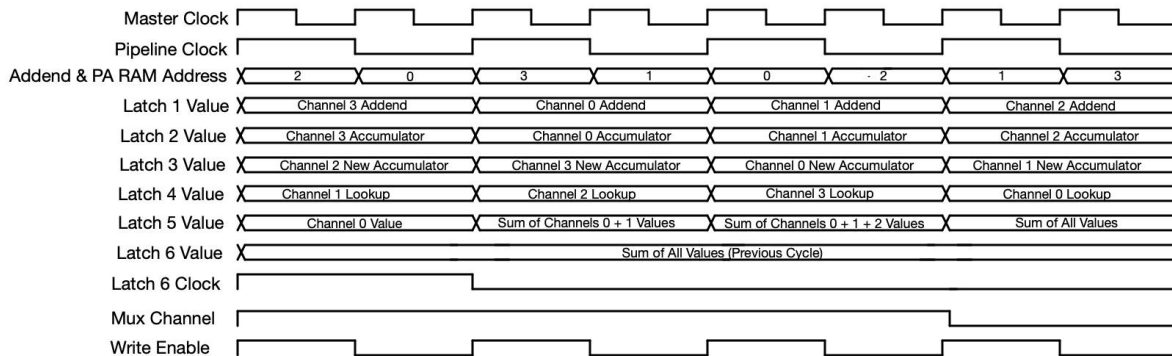 Master Clock
Pipeline Clock
Addend & PA RAM Address 2 0 3 1 0 - 2 1 3
Latch 1 Value Channel 3 Addend Channel 0 Addend Channel 1 Addend Channel 2 Addend
Latch 2 Value Channel 3 Accumulator Channel 0 Accumulator Channel 1 Accumulator Channel 2 Accumulator
Latch 3 Value Channel 2 New Accumulator Channel 3 New Accumulator Channel 0 New Accumulator Channel 1 New Accumulator
Latch 4 Value Channel 1 Lookup Channel 2 Lookup Channel 3 Lookup Channel 0 Lookup
Latch 5 Value Channel 0 Value Sum of Channels 0 + 1 Values Sum of Channels 0 + 1 + 2 Values Sum of All Values
Latch 6 Value Sum of All Values (Previous Cycle)
Latch 6 Clock
Mux Channel
Write Enable